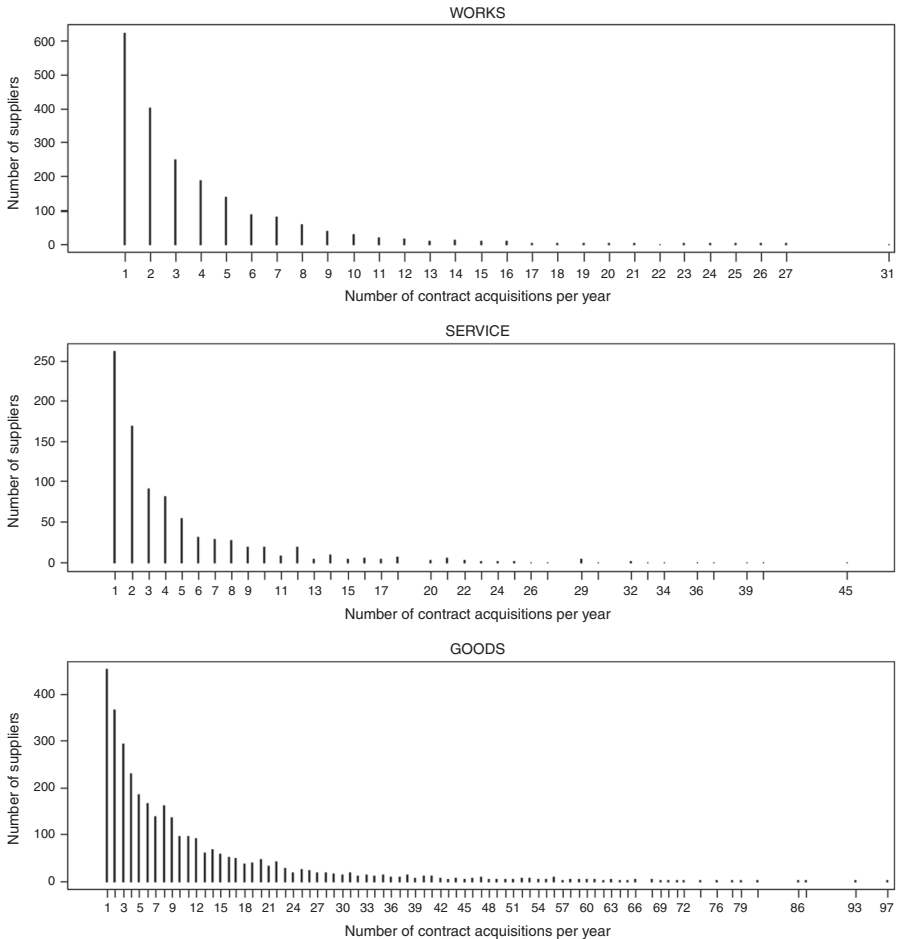 WORKS
Number of suppliers
600
500
400
300
200
100
0
1 2 3 4 5 6 7 8 9 10 11 12 13 14 15 16 17 18 19 20 21 22 23 24 25 26 27 31
Number of contract acquisitions per year
SERVICE
Number of suppliers
250
200
150
100
50
0
1 2 3 4 5 6 7 8 9 11 13 15 17 20 22 24 26 29 32 34 36 39 45
Number of contract acquisitions per year
GOODS
Number of suppliers
400
300
200
100
0
1 3 5 7 9 12 15 18 21 24 27 30 33 36 39 42 45 48 51 54 57 60 63 66 69 72 76 79 86 93 97
Number of contract acquisitions per year